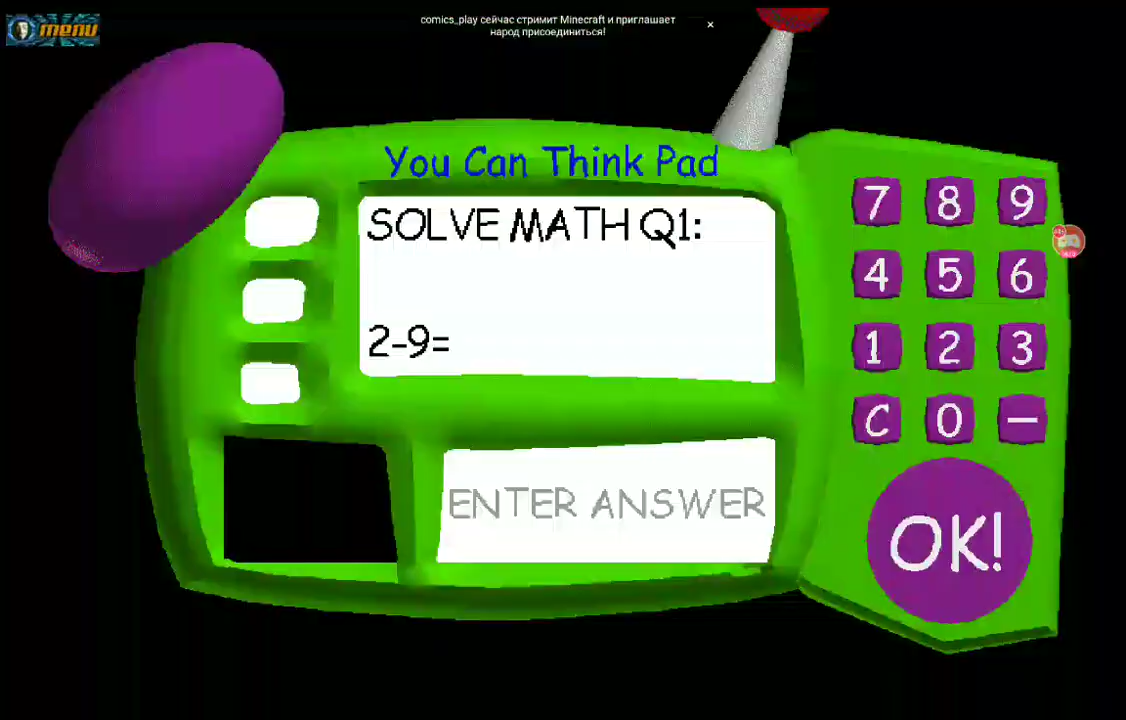 menu
comics_play сейчас стримит Minecraft и приглашает
народ присоединиться!
×
You Can Think Pad
SOLVE MATH Q1:
2-9=
ENTER ANSWER
7 8 9
4 5 6
1 2 3
C 0 −
OK!